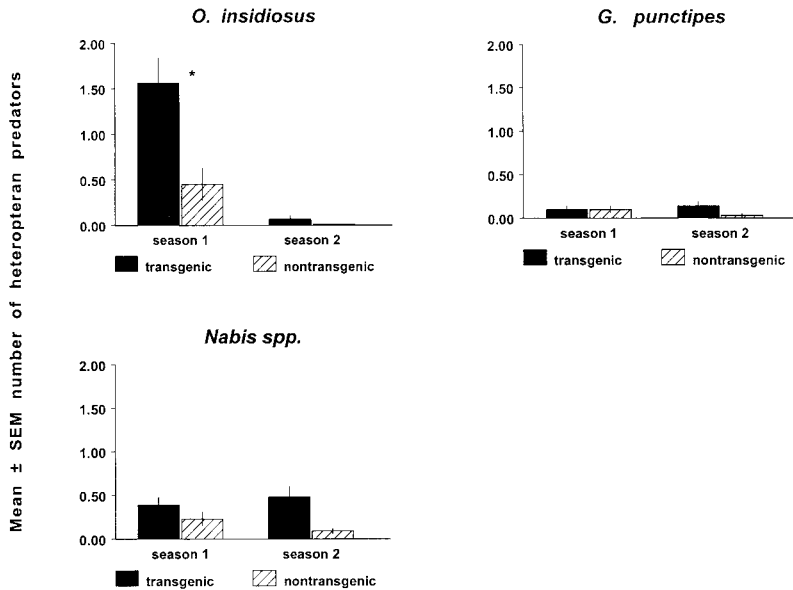 O. insidiosus
2.00
1.50
*
1.00
0.50
0.00
season 1 season 2
transgenic nontransgenic
G. punctipes
2.00
1.50
1.00
0.50
0.00
season 1 season 2
transgenic nontransgenic
Nabis spp.
2.00
1.50
1.00
0.50
0.00
season 1 season 2
transgenic nontransgenic
Mean ± SEM number of heteropteran predators